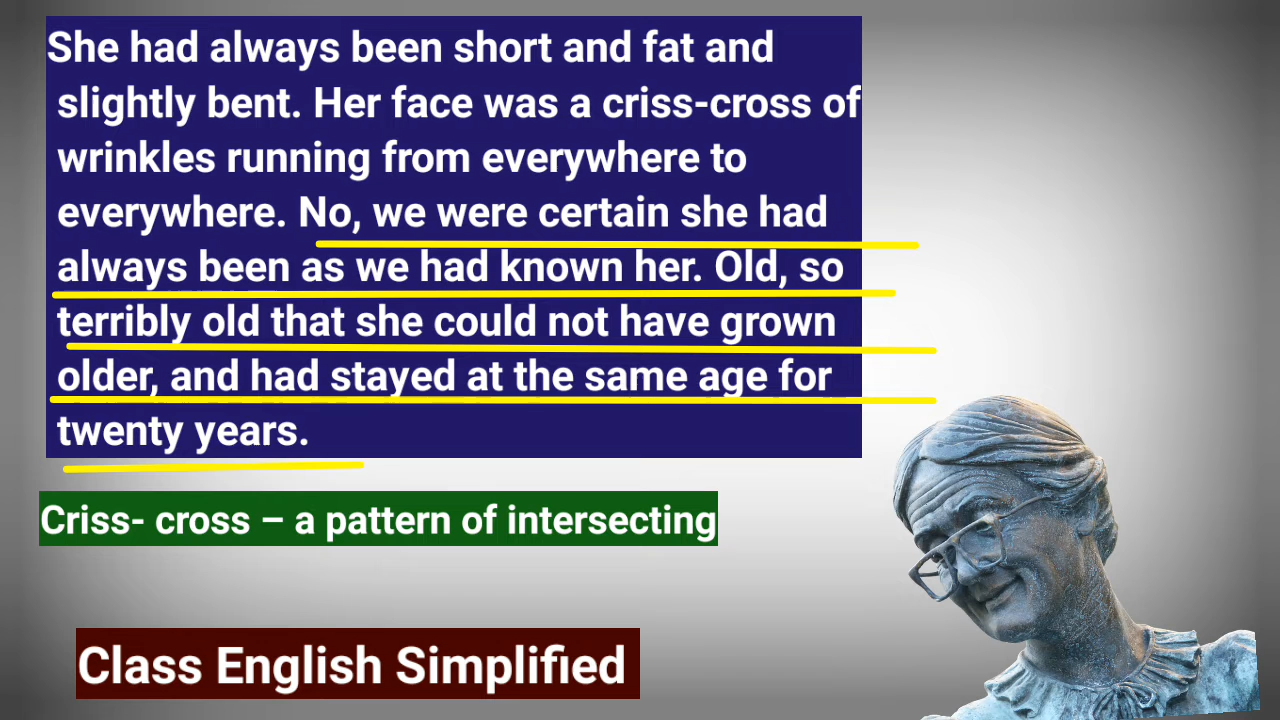 She had always been short and fat and
slightly bent. Her face was a criss-cross of
wrinkles running from everywhere to
everywhere. No, we were certain she had
always been as we had known her. Old, so
terribly old that she could not have grown
older, and had stayed at the same age for
twenty years.
Criss- cross – a pattern of intersecting
Class English Simplified